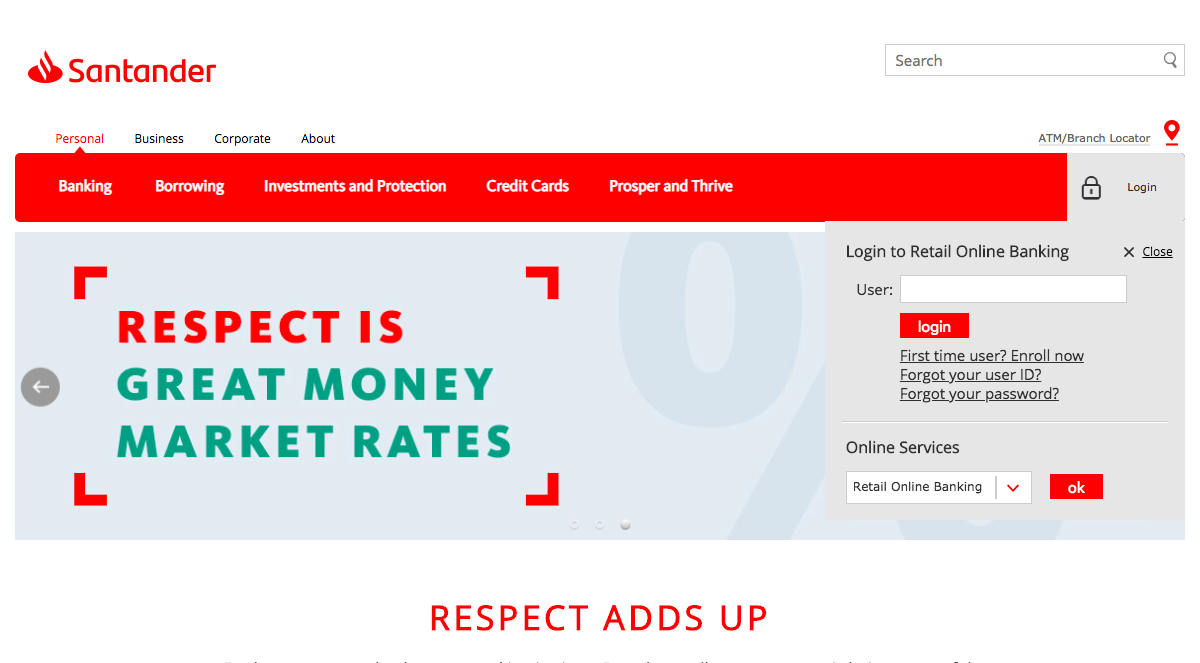 Santander
Search
Personal Business Corporate About
ATM/Branch Locator
Banking Borrowing Investments and Protection Credit Cards Prosper and Thrive
Login
Login to Retail Online Banking
Close
User:
login
First time user? Enroll now
Forgot your user ID?
Forgot your password?
Online Services
Retail Online Banking
ok
RESPECT IS
GREAT MONEY
MARKET RATES
%
RESPECT ADDS UP